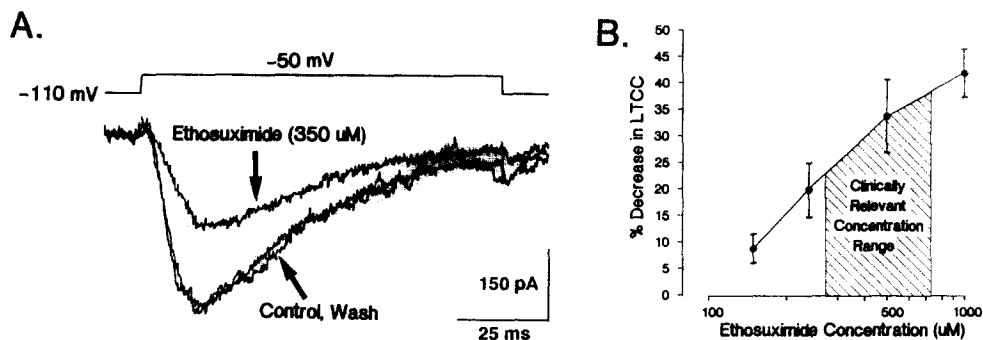 A.
-50 mV
-110 mV
Ethosuximide (350 uM)
Control, Wash
150 pA
25 ms
B.
% Decrease in LTCC
50
45
40
35
30
25
20
15
10
5
0
Clinically
Relevant
Concentration
Range
100
500
1000
Ethosuximide Concentration (uM)